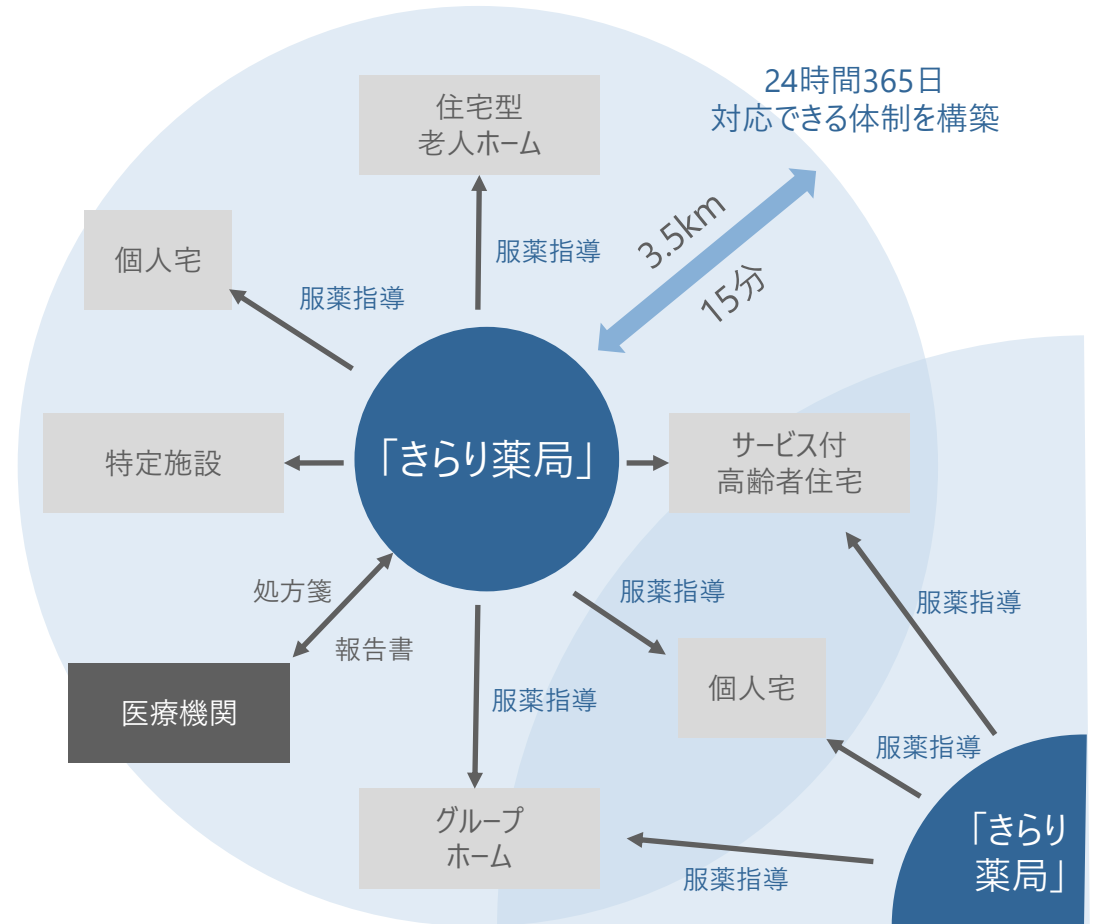 24時間365日
対応できる体制を構築
住宅型
老人ホーム
3.5km
15分
個人宅
服薬指導
服薬指導
「きらり薬局」
特定施設
サービス付
高齢者住宅
処方箋
報告書
服薬指導
服薬指導
医療機関
個人宅
服薬指導
服薬指導
グループ
ホーム
服薬指導
「きらり
薬局」